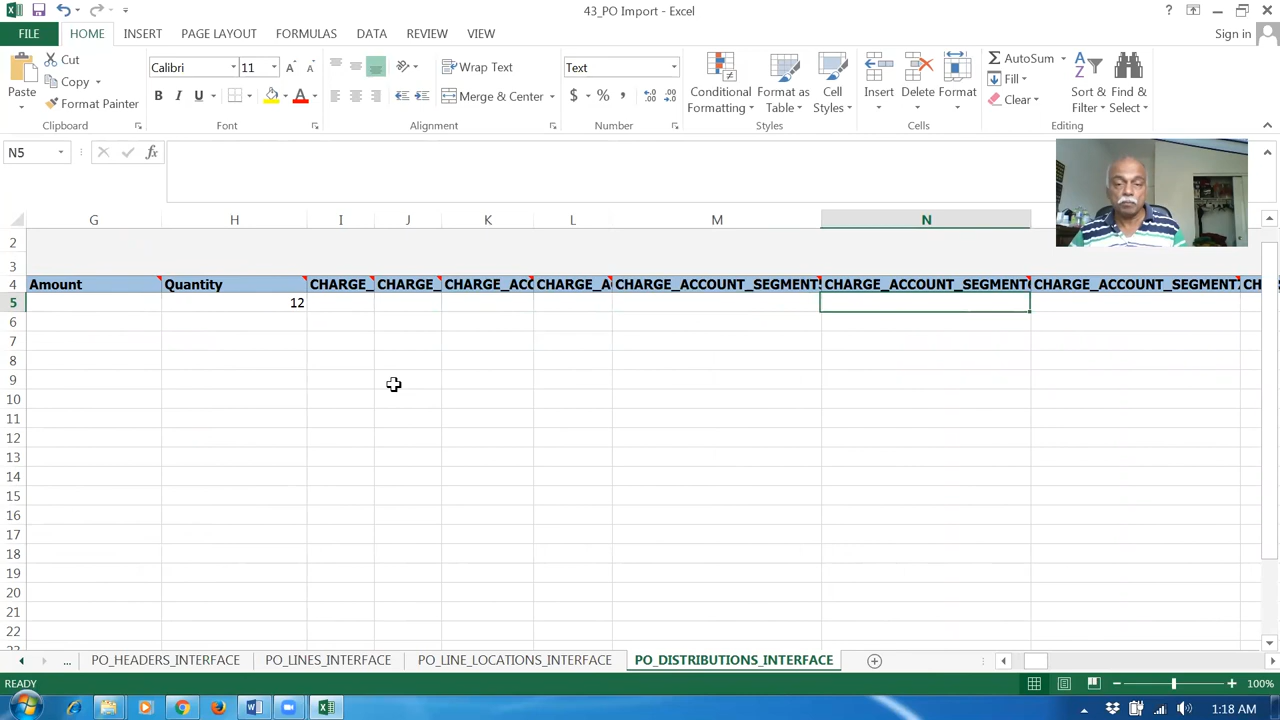 43_PO Import - Excel
Sign in
FILE HOME INSERT PAGE LAYOUT FORMULAS DATA REVIEW VIEW
Paste
Cut
Copy
Format Painter
Calibri 11
B I U
Wrap Text
Merge & Center
Text
$ % ,
Conditional Formatting
Format as Table
Cell Styles
Insert Delete Format
AutoSum
Fill
Clear
Sort & Filter
Find & Select
Clipboard Font Alignment Number Styles Cells Editing
N5 fx
G H I J K L M N
2
3
4 Amount Quantity CHARGE_ CHARGE_ CHARGE_ACC CHARGE_A CHARGE_ACCOUNT_SEGMENT CHARGE_ACCOUNT_SEGMENT CHARGE_ACCOUNT_SEGMENT CHA
5 12
6
7
8
9
10
11
12
13
14
15
16
17
18
19
20
21
22
... PO_HEADERS_INTERFACE PO_LINES_INTERFACE PO_LINE_LOCATIONS_INTERFACE PO_DISTRIBUTIONS_INTERFACE
READY 100%
1:18 AM